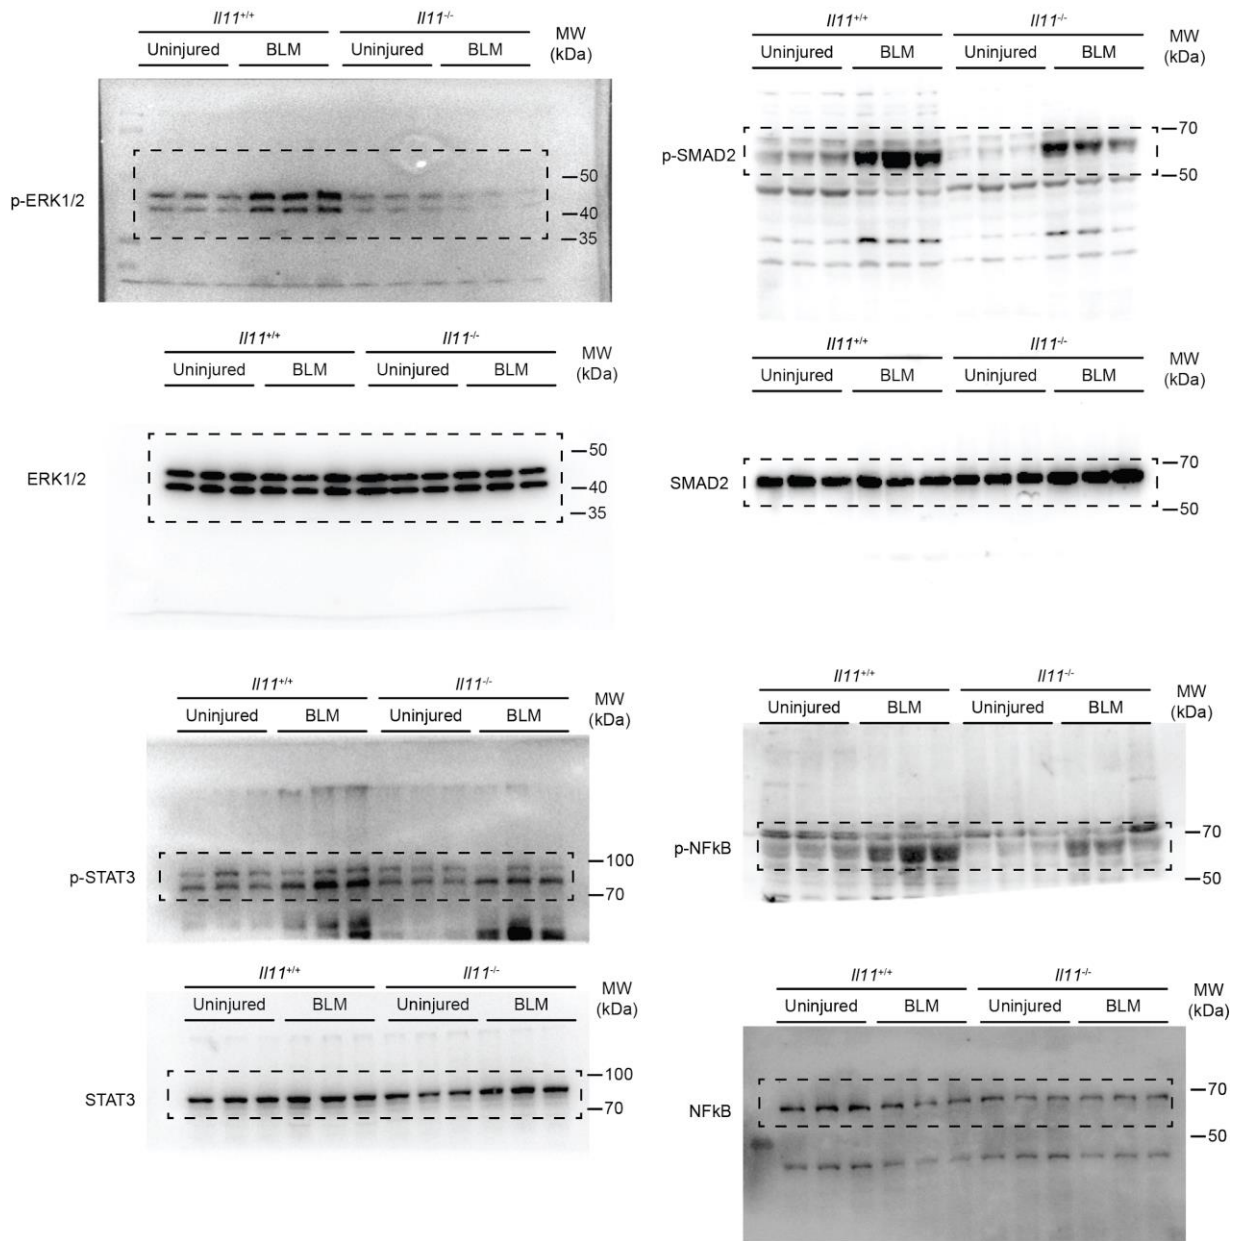 Il11+/+ Il11-/- MW (kDa)
Uninjured BLM Uninjured BLM
p-ERK1/2
50
40
35
Il11+/+ Il11-/- MW (kDa)
Uninjured BLM Uninjured BLM
p-SMAD2
70
50
Il11+/+ Il11-/- MW (kDa)
Uninjured BLM Uninjured BLM
ERK1/2
50
40
35
Il11+/+ Il11-/- MW (kDa)
Uninjured BLM Uninjured BLM
SMAD2
70
50
Il11+/+ Il11-/- MW (kDa)
Uninjured BLM Uninjured BLM
p-STAT3
100
70
Il11+/+ Il11-/- MW (kDa)
Uninjured BLM Uninjured BLM
p-NFkB
70
50
Il11+/+ Il11-/- MW (kDa)
Uninjured BLM Uninjured BLM
STAT3
100
70
Il11+/+ Il11-/- MW (kDa)
Uninjured BLM Uninjured BLM
NFkB
70
50